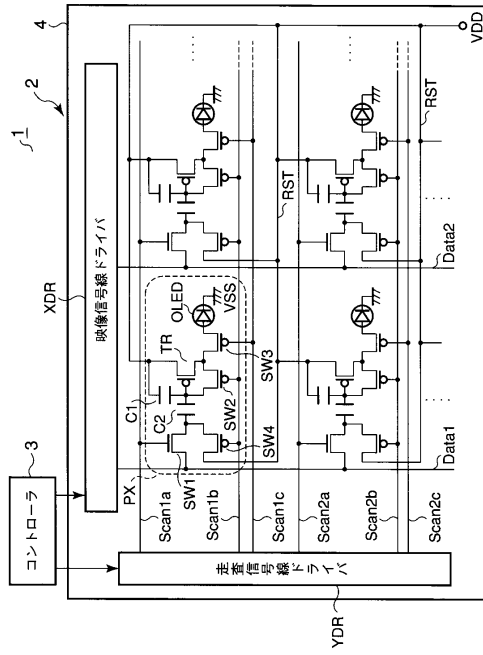 1
2
3
コントローラ
4
XDR
映像信号線ドライバ
PX
C1
C2
TR
OLED
VSS
SW1
SW4
SW2
SW3
Scan1a
Scan1b
Scan1c
Scan2a
Scan2b
Scan2c
RST
RST
VDD
Data1
Data2
走査信号線ドライバ
YDR